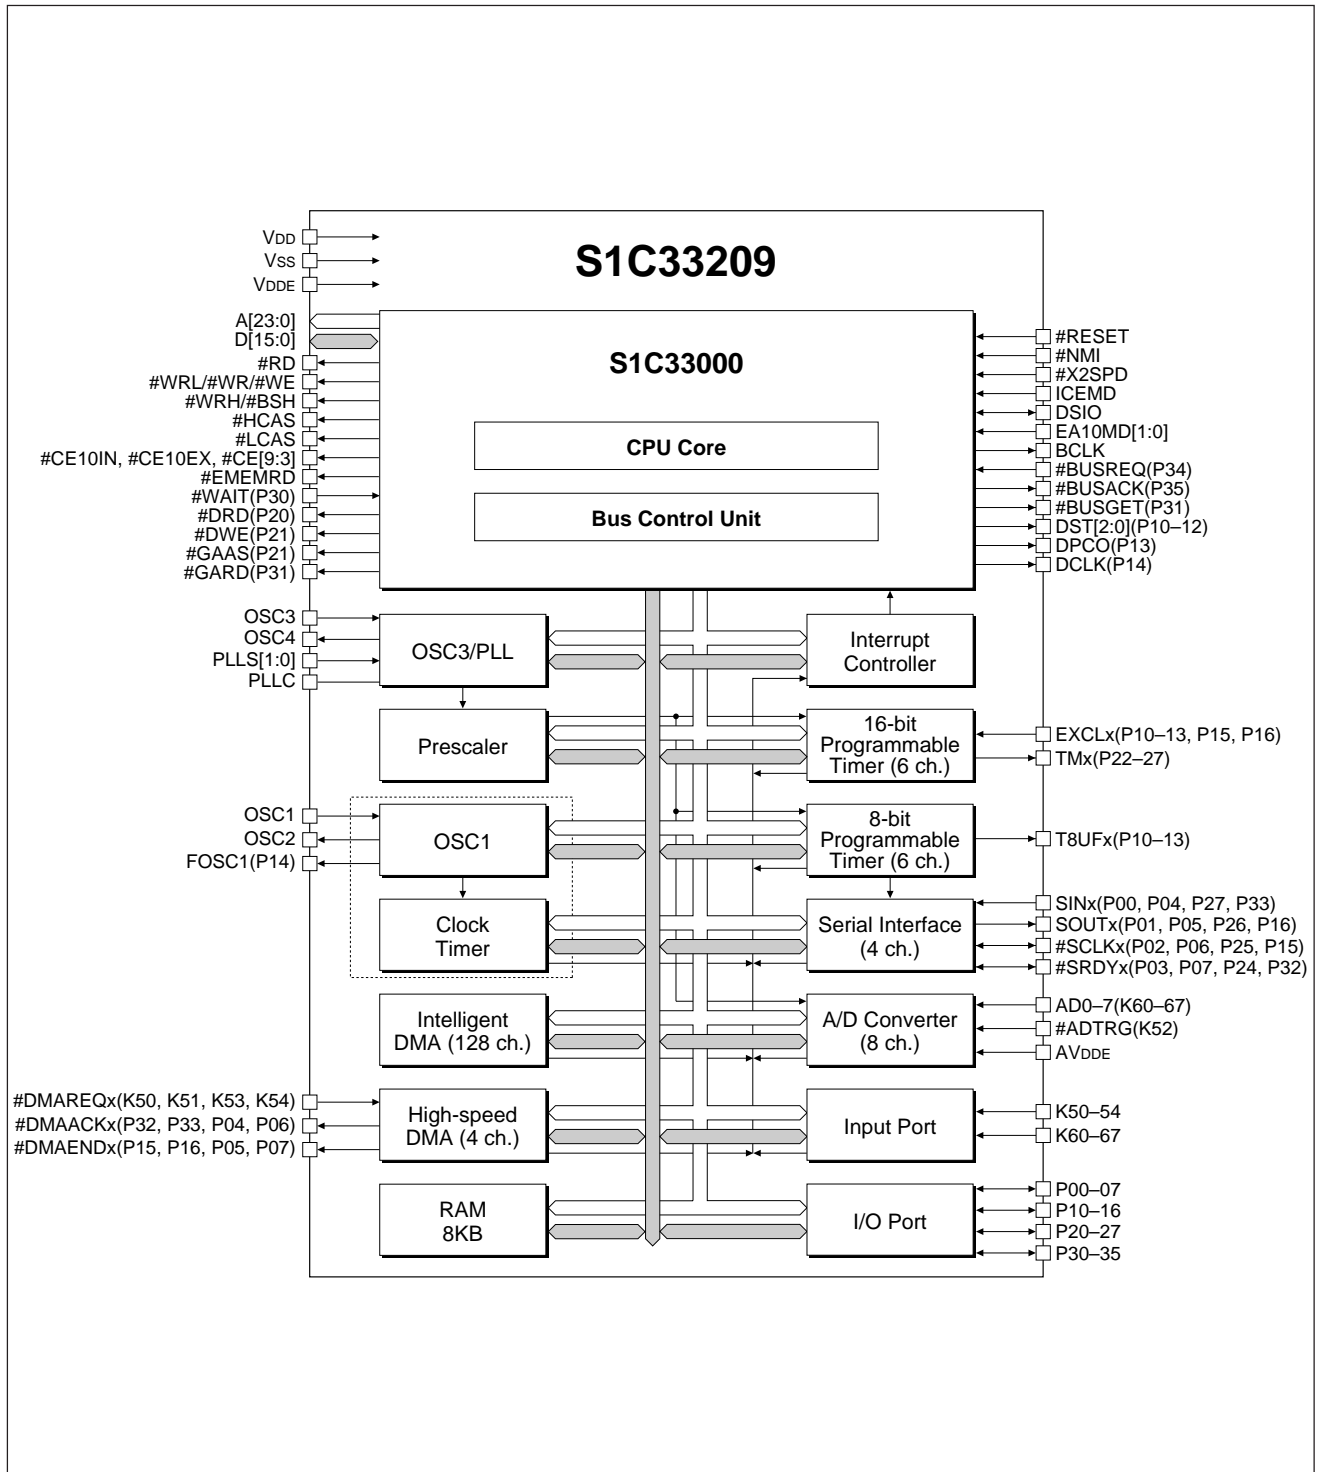 S1C33209
VDD
VSS
VDDE
A[23:0]
D[15:0]
#RD
#WRL/#WR/#WE
#WRH/#BSH
#HCAS
#LCAS
#CE10IN, #CE10EX, #CE[9:3]
#EMEMRD
#WAIT(P30)
#DRD(P20)
#DWE(P21)
#GAAS(P21)
#GARD(P31)
S1C33000
CPU Core
Bus Control Unit
#RESET
#NMI
#X2SPD
ICEMD
DSIO
EA10MD[1:0]
BCLK
#BUSREQ(P34)
#BUSACK(P35)
#BUSGET(P31)
DST[2:0](P10–12)
DPCO(P13)
DCLK(P14)
OSC3
OSC4
PLLS[1:0]
PLLC
OSC3/PLL
Interrupt
Controller
Prescaler
16-bit
Programmable
Timer (6 ch.)
EXCLx(P10–13, P15, P16)
TMx(P22–27)
OSC1
OSC2
FOSC1(P14)
OSC1
8-bit
Programmable
Timer (6 ch.)
T8UFx(P10–13)
Clock
Timer
Serial Interface
(4 ch.)
SINx(P00, P04, P27, P33)
SOUTx(P01, P05, P26, P16)
#SCLKx(P02, P06, P25, P15)
#SRDYx(P03, P07, P24, P32)
Intelligent
DMA (128 ch.)
A/D Converter
(8 ch.)
AD0–7(K60–67)
#ADTRG(K52)
AVDDE
#DMAREQx(K50, K51, K53, K54)
#DMAACKx(P32, P33, P04, P06)
#DMAENDx(P15, P16, P05, P07)
High-speed
DMA (4 ch.)
Input Port
K50–54
K60–67
RAM
8KB
I/O Port
P00–07
P10–16
P20–27
P30–35